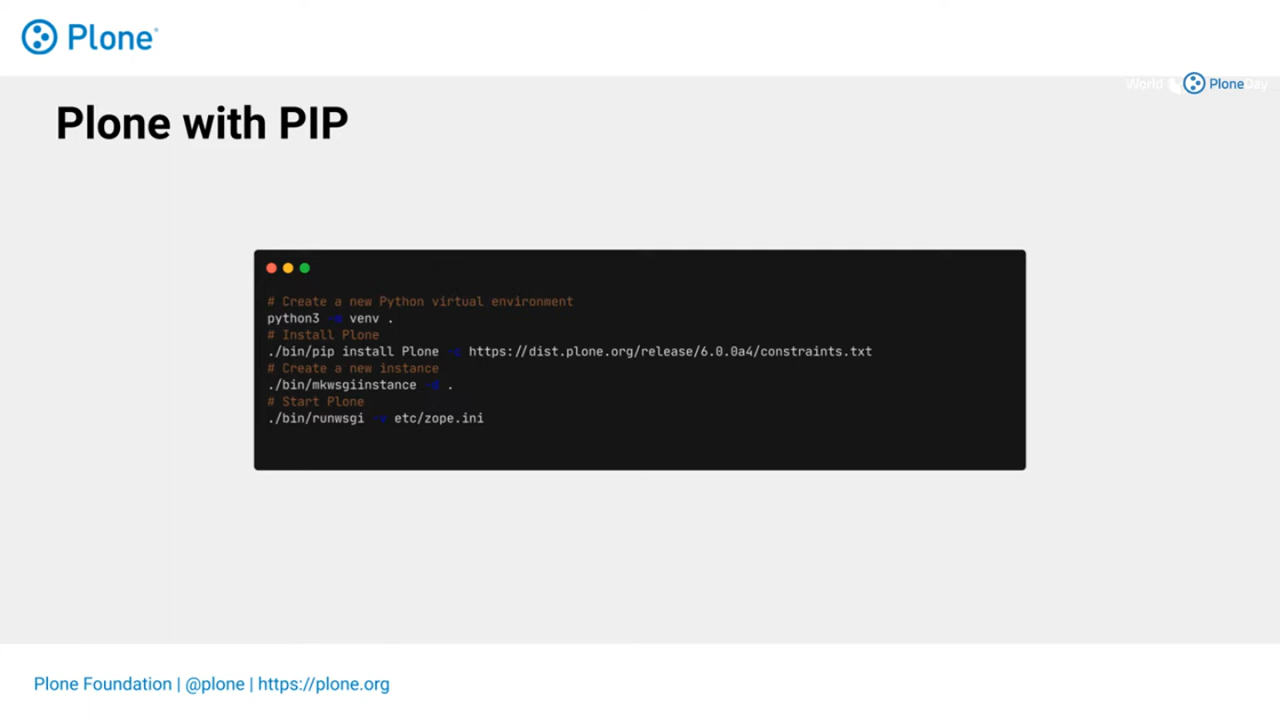 Plone
World PloneDay
Plone with PIP
# Create a new Python virtual environment
python3 venv .
# Install Plone
./bin/pip install Plone https://dist.plone.org/release/6.0.0a4/constraints.txt
# Create a new instance
./bin/mkwsgiinstance .
# Start Plone
./bin/runwsgi etc/zope.ini
Plone Foundation | @plone | https://plone.org